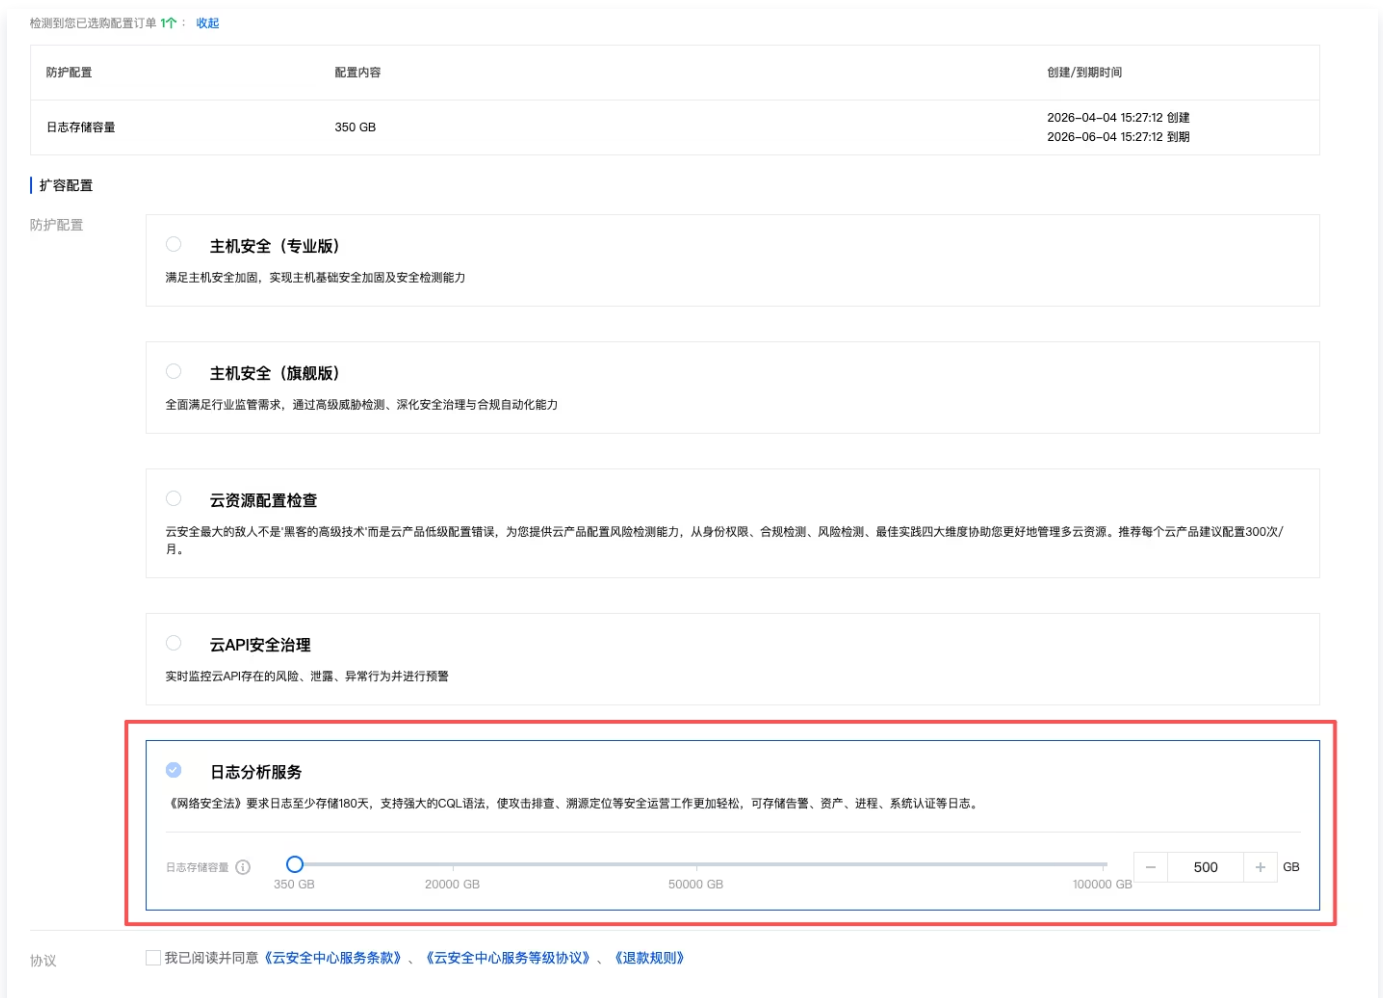 检测到您已选购配置订单 1个： 收起
防护配置 配置内容 创建/到期时间
日志存储容量 350 GB 2026-04-04 15:27:12 创建
2026-06-04 15:27:12 到期
扩容配置
防护配置
主机安全（专业版）
满足主机安全加固，实现主机基础安全加固及安全检测能力
主机安全（旗舰版）
全面满足行业监管需求，通过高级威胁检测、深化安全治理与合规自动化能力
云资源配置检查
云安全最大的敌人不是'黑客的高级技术'而是云产品低级配置错误，为您提供云产品配置风险检测能力，从身份权限、合规检测、风险检测、最佳实践四大维度协助您更好地管理多云资源。推荐每个云产品建议配置300次/
月。
云API安全治理
实时监控云API存在的风险、泄露、异常行为并进行预警
日志分析服务
《网络安全法》要求日志至少存储180天，支持强大的CQL语法，使攻击排查、溯源定位等安全运营工作更加轻松，可存储告警、资产、进程、系统认证等日志。
日志存储容量 － 500 + GB
350 GB 20000 GB 50000 GB 100000 GB
协议 我已阅读并同意《云安全中心服务条款》、《云安全中心服务等级协议》、《退款规则》